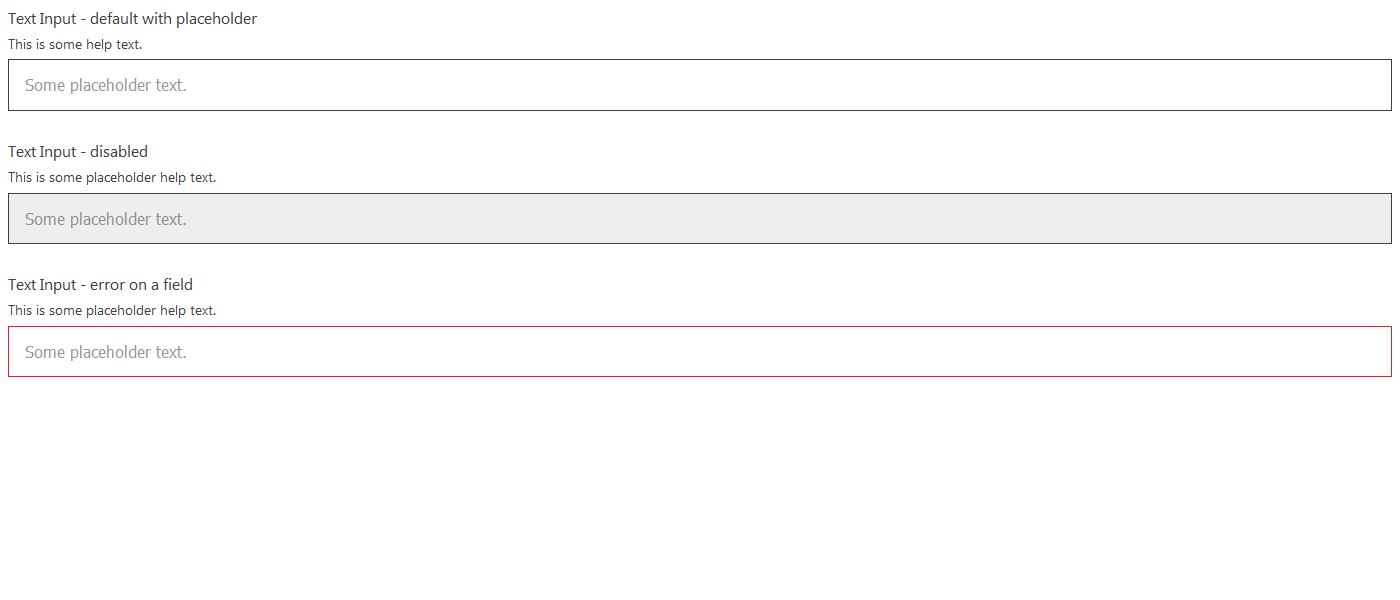 Text Input - default with placeholder
This is some help text.
Some placeholder text.
Text Input - disabled
This is some placeholder help text.
Some placeholder text.
Text Input - error on a field
This is some placeholder help text.
Some placeholder text.